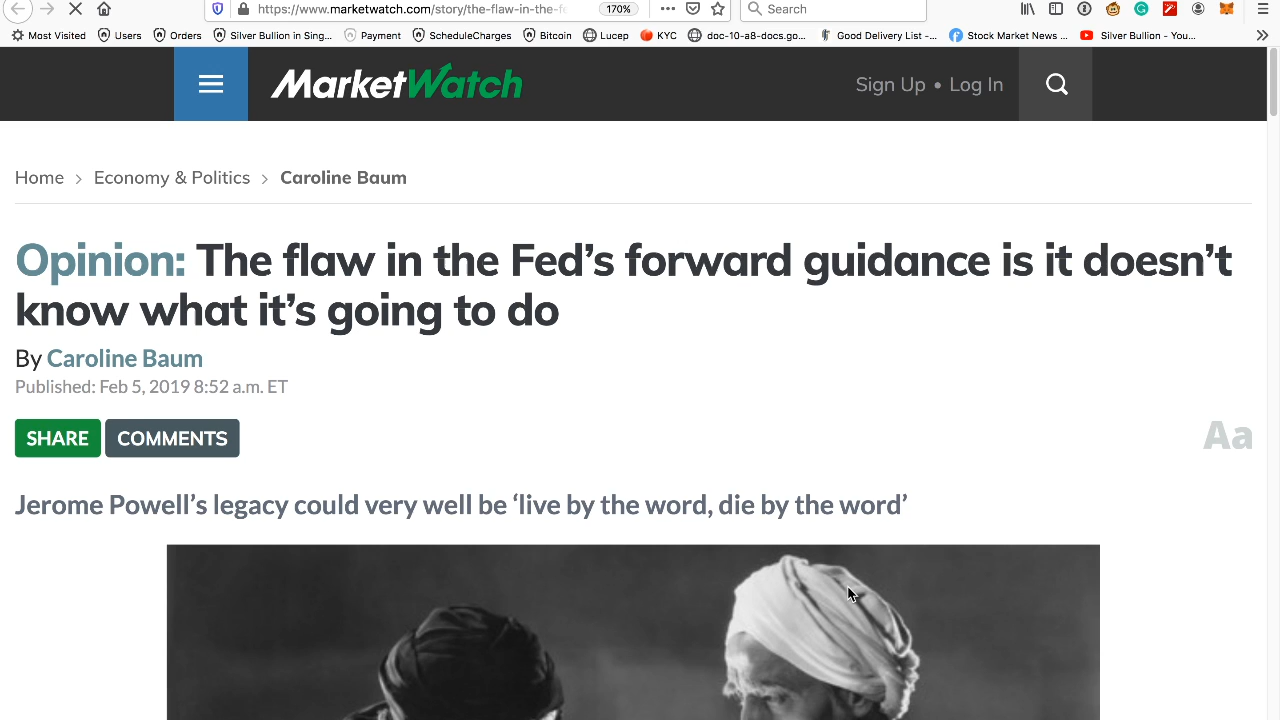 https://www.marketwatch.com/story/the-flaw-in-the-fe
170%
Search
Most Visited
Users
Orders
Silver Bullion in Sing...
Payment
ScheduleCharges
Bitcoin
Lucep
KYC
doc-10-a8-docs.go...
Good Delivery List -...
Stock Market News ...
Silver Bullion - You...
MarketWatch
Sign Up • Log In
Home > Economy & Politics > Caroline Baum
Opinion: The flaw in the Fed’s forward guidance is it doesn’t
know what it’s going to do
By Caroline Baum
Published: Feb 5, 2019 8:52 a.m. ET
SHARE
COMMENTS
Aa
Jerome Powell’s legacy could very well be ‘live by the word, die by the word’